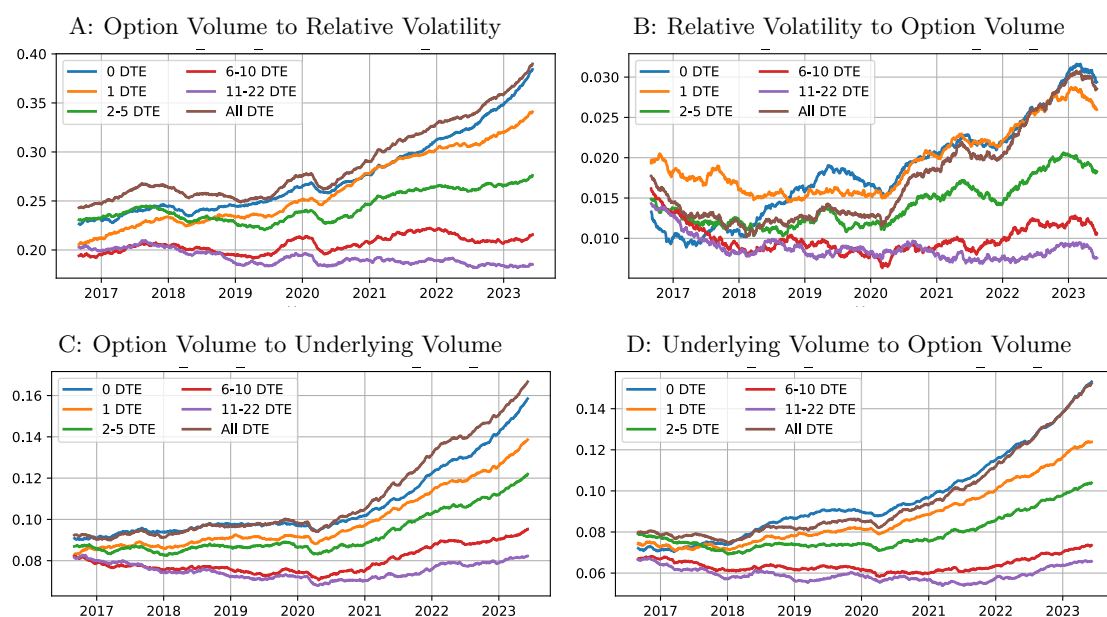 A: Option Volume to Relative Volatility
0.40
0.35
0.30
0.25
0.20
0 DTE
1 DTE
2-5 DTE
6-10 DTE
11-22 DTE
All DTE
2017 2018 2019 2020 2021 2022 2023
B: Relative Volatility to Option Volume
0.030
0.025
0.020
0.015
0.010
0 DTE
1 DTE
2-5 DTE
6-10 DTE
11-22 DTE
All DTE
2017 2018 2019 2020 2021 2022 2023
C: Option Volume to Underlying Volume
0.16
0.14
0.12
0.10
0.08
0 DTE
1 DTE
2-5 DTE
6-10 DTE
11-22 DTE
All DTE
2017 2018 2019 2020 2021 2022 2023
D: Underlying Volume to Option Volume
0.14
0.12
0.10
0.08
0.06
0 DTE
1 DTE
2-5 DTE
6-10 DTE
11-22 DTE
All DTE
2017 2018 2019 2020 2021 2022 2023